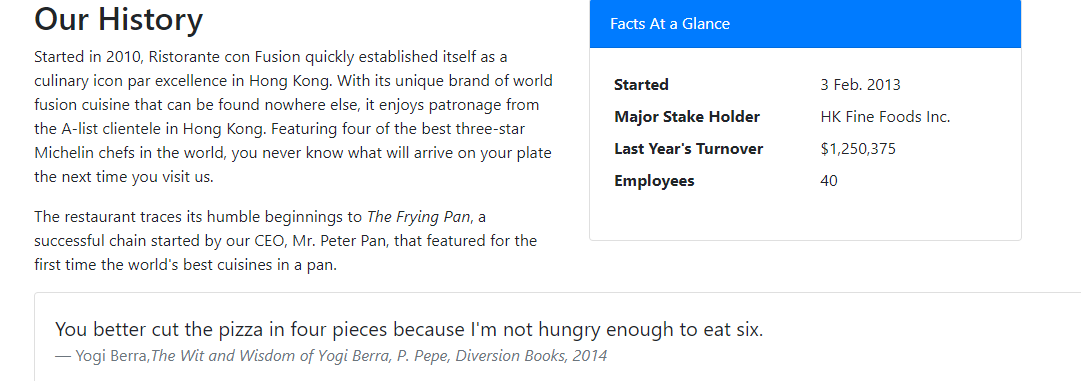 Our History
Started in 2010, Ristorante con Fusion quickly established itself as a
culinary icon par excellence in Hong Kong. With its unique brand of world
fusion cuisine that can be found nowhere else, it enjoys patronage from
the A-list clientele in Hong Kong. Featuring four of the best three-star
Michelin chefs in the world, you never know what will arrive on your plate
the next time you visit us.
The restaurant traces its humble beginnings to The Frying Pan, a
successful chain started by our CEO, Mr. Peter Pan, that featured for the
first time the world's best cuisines in a pan.
Facts At a Glance
Started 3 Feb. 2013
Major Stake Holder HK Fine Foods Inc.
Last Year's Turnover $1,250,375
Employees 40
You better cut the pizza in four pieces because I'm not hungry enough to eat six.
— Yogi Berra,The Wit and Wisdom of Yogi Berra, P. Pepe, Diversion Books, 2014